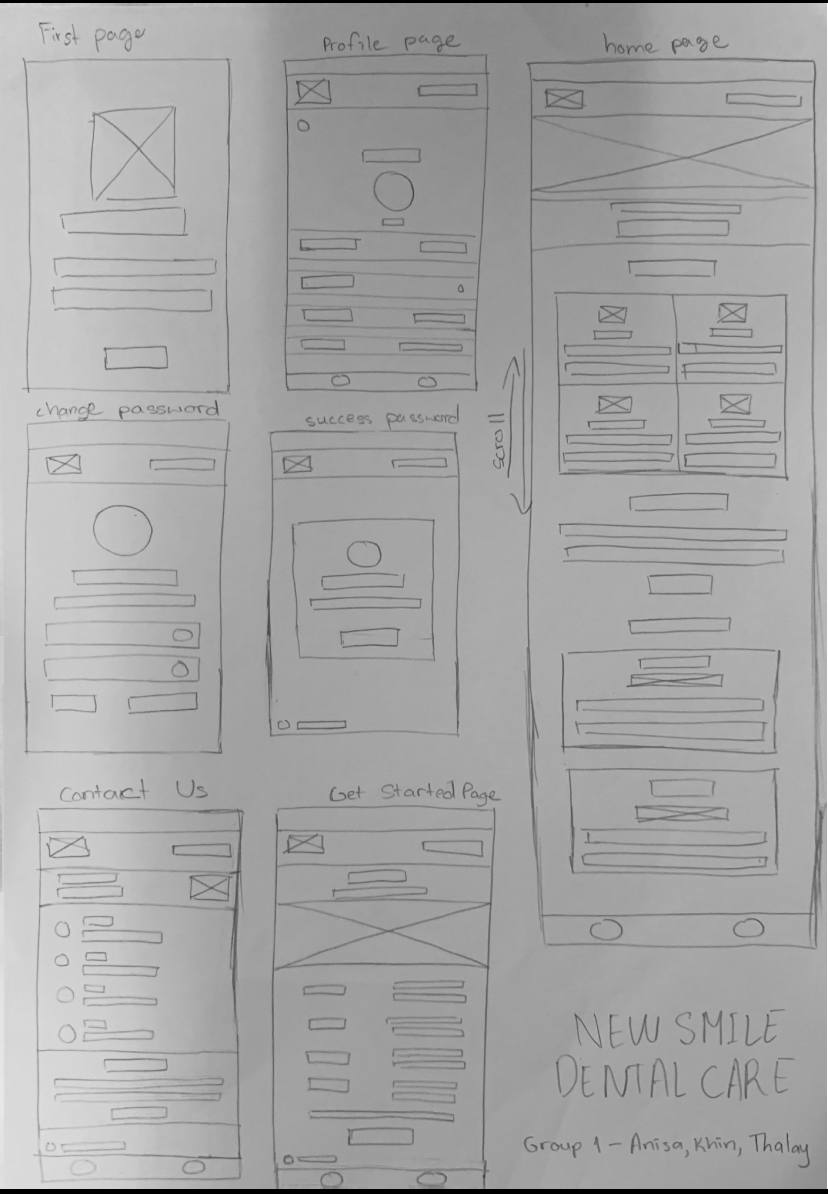 First page
Profile page
home page
change password
success password
scroll
Contact Us
Get Started Page
NEW SMILE
DENTAL CARE
Group 1 - Anisa, Khin, Thalay